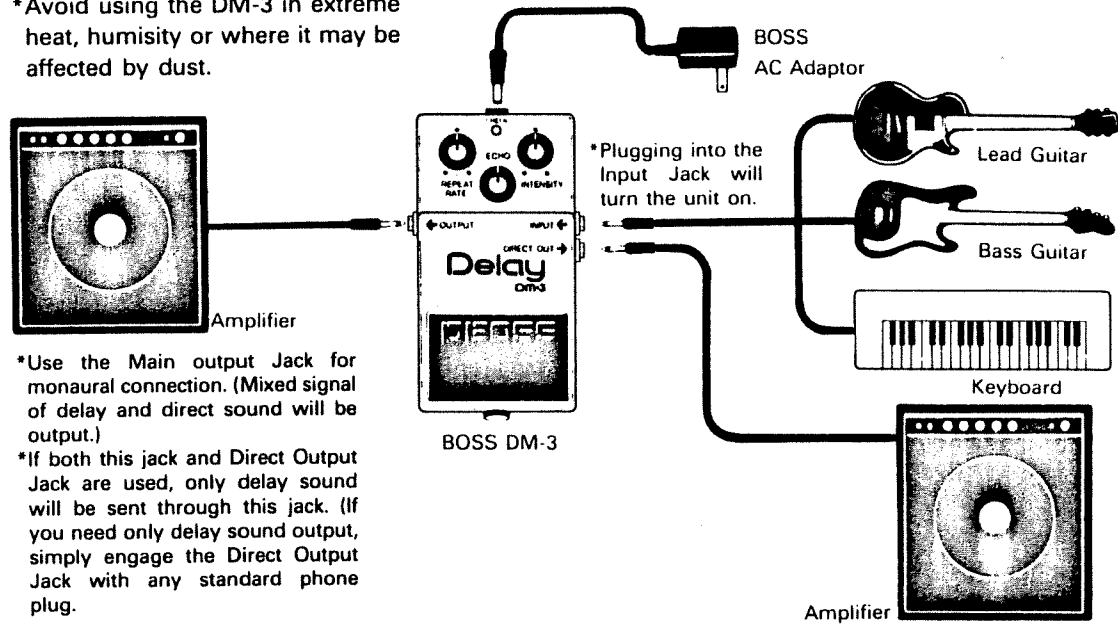 *Avoid using the DM-3 in extreme
heat, humisity or where it may be
affected by dust.
BOSS
AC Adaptor
CHECK
ECHO
REPEAT
RATE
INTENSITY
OUTPUT
INPUT
DIRECT OUT
Delay
DM-3
BOSS
BOSS DM-3
*Plugging into the
Input Jack will
turn the unit on.
Lead Guitar
Bass Guitar
Keyboard
Amplifier
*Use the Main output Jack for
monaural connection. (Mixed signal
of delay and direct sound will be
output.)
*If both this jack and Direct Output
Jack are used, only delay sound
will be sent through this jack. (If
you need only delay sound output,
simply engage the Direct Output
Jack with any standard phone
plug.
Amplifier